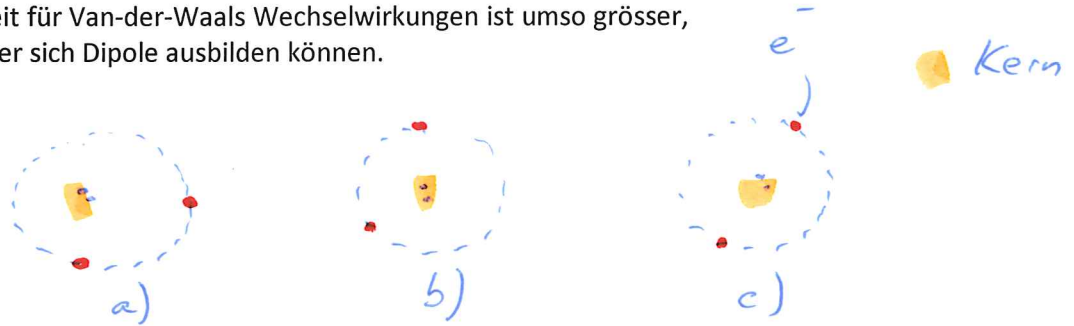 eit für Van-der-Waals Wechselwirkungen ist umso grösser,
er sich Dipole ausbilden können.
e⁻
Kern
a)
b)
c)